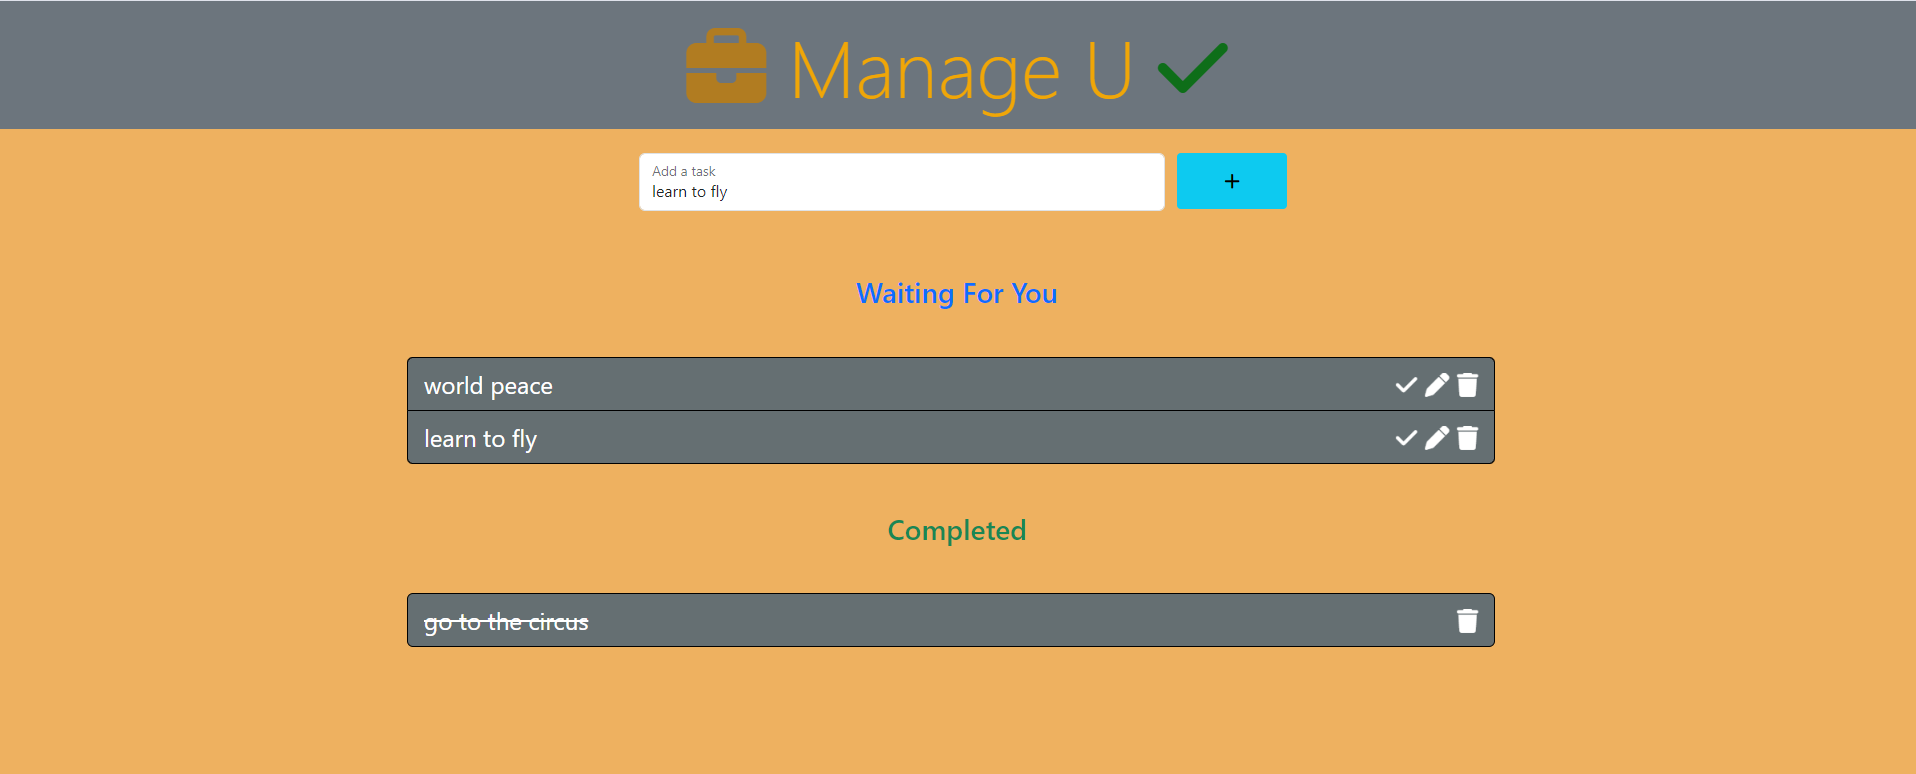 Manage U
Add a task
learn to fly
+
Waiting For You
world peace
learn to fly
Completed
go to the circus